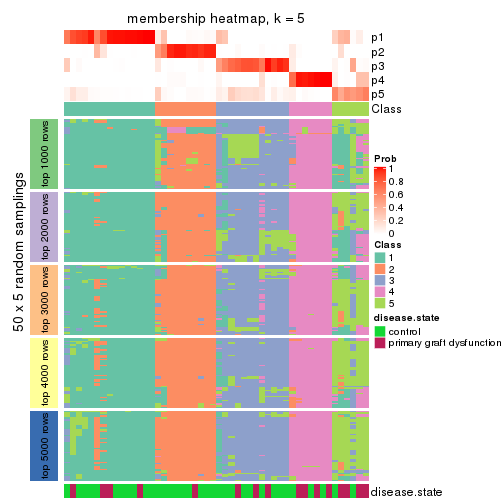 membership heatmap, k = 5
p1
p2
p3
p4
p5
Class
50 x 5 random samplings
top 1000 rows
top 2000 rows
top 3000 rows
top 4000 rows
top 5000 rows
Prob
1
0.8
0.6
0.4
0.2
0
Class
1
2
3
4
5
disease.state
control
primary graft dysfunction
disease.state